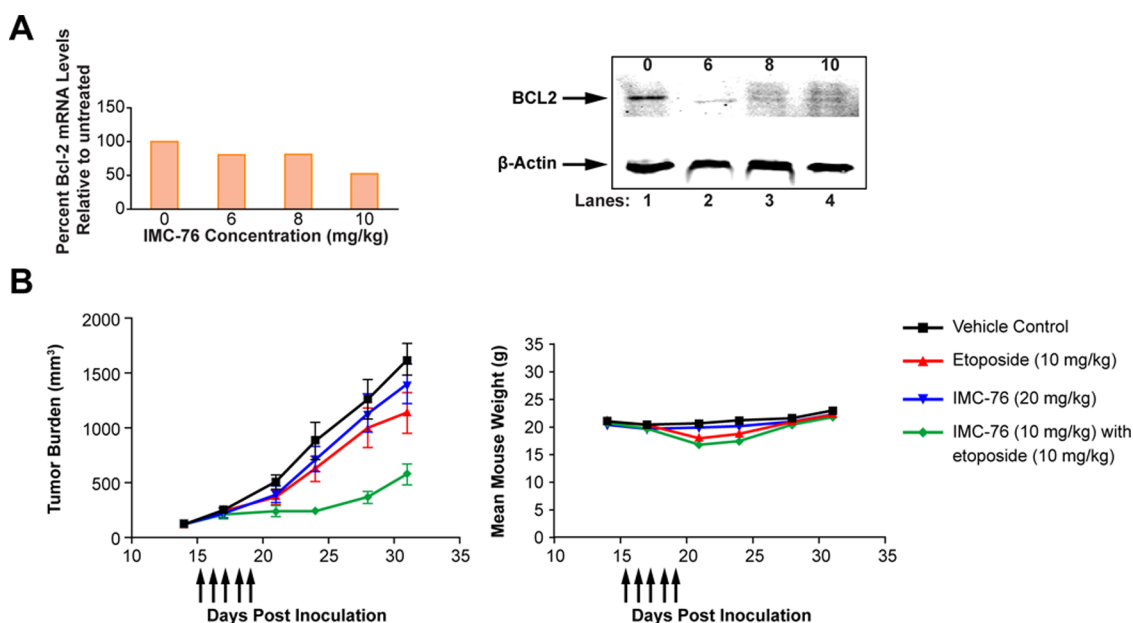 A
Percent Bcl-2 mRNA Levels
Relative to untreated
150
100
50
0
0 6 8 10
IMC-76 Concentration (mg/kg)
0 6 8 10
BCL2
β-Actin
Lanes: 1 2 3 4
B
Tumor Burden (mm³)
2000
1500
1000
500
0
10 15 20 25 30 35
Days Post Inoculation
Mean Mouse Weight (g)
35
30
25
20
15
10
5
0
10 15 20 25 30 35
Days Post Inoculation
Vehicle Control
Etoposide (10 mg/kg)
IMC-76 (20 mg/kg)
IMC-76 (10 mg/kg) with
etoposide (10 mg/kg)